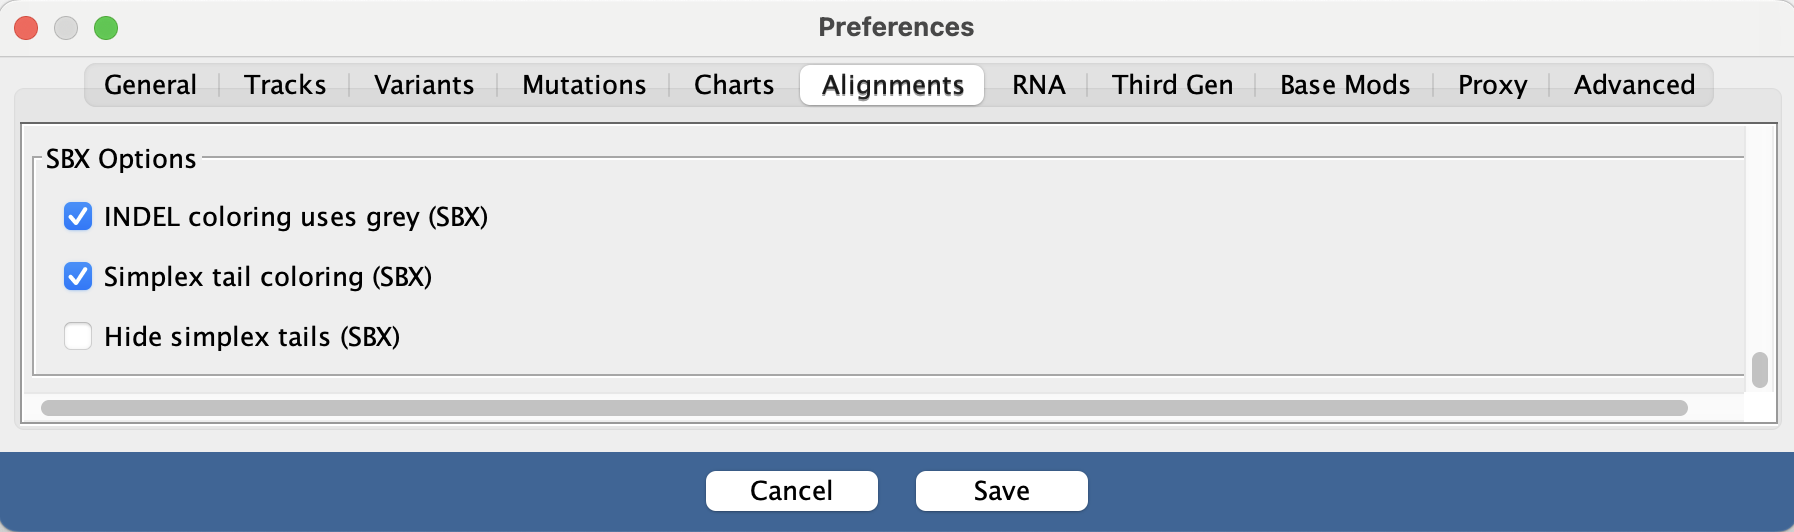 Preferences
General Tracks Variants Mutations Charts Alignments RNA Third Gen Base Mods Proxy Advanced
SBX Options
INDEL coloring uses grey (SBX)
Simplex tail coloring (SBX)
Hide simplex tails (SBX)
Cancel Save